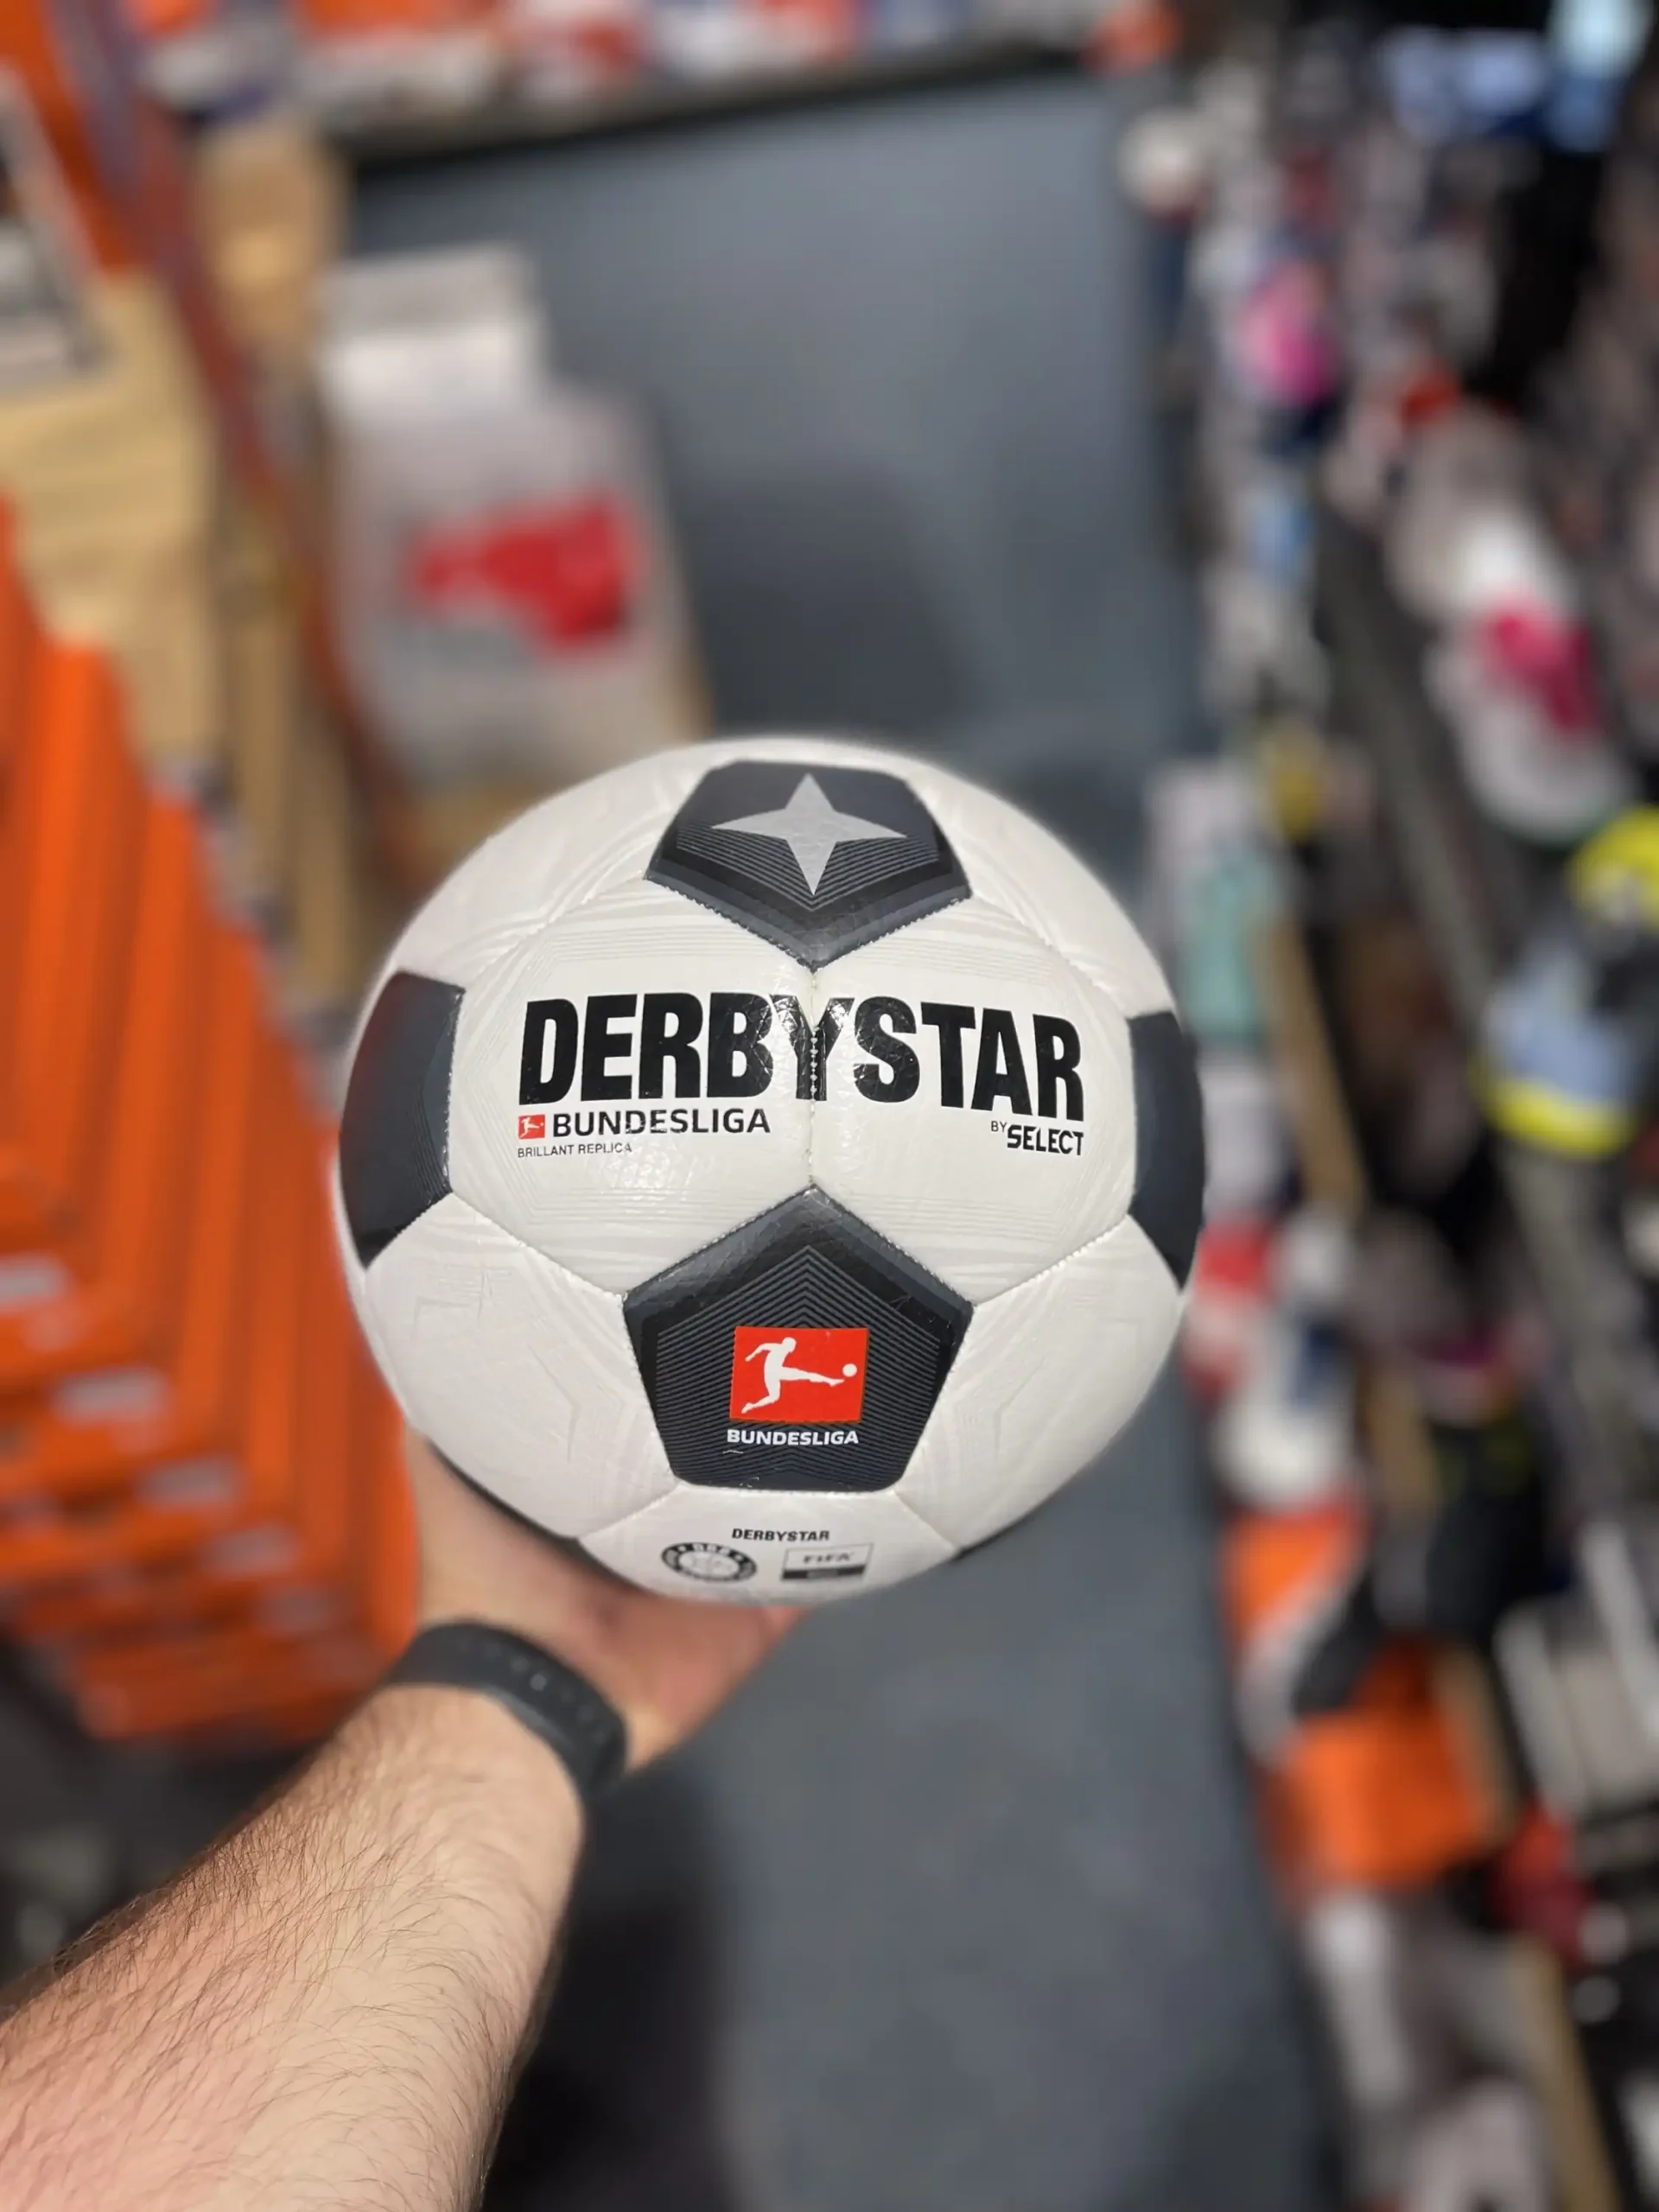 DERBYSTAR
BUNDESLIGA
BY SELECT
BRILLANT REPLICA
BUNDESLIGA
DERBYSTAR
FIFA